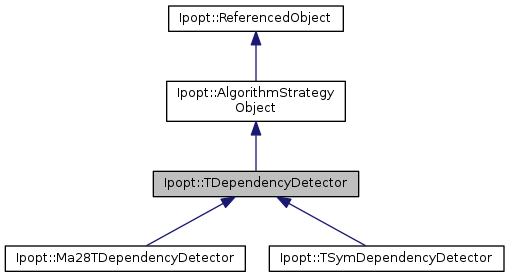 Ipopt::ReferencedObject
Ipopt::AlgorithmStrategy
Object
Ipopt::TDependencyDetector
Ipopt::Ma28TDependencyDetector
Ipopt::TSymDependencyDetector